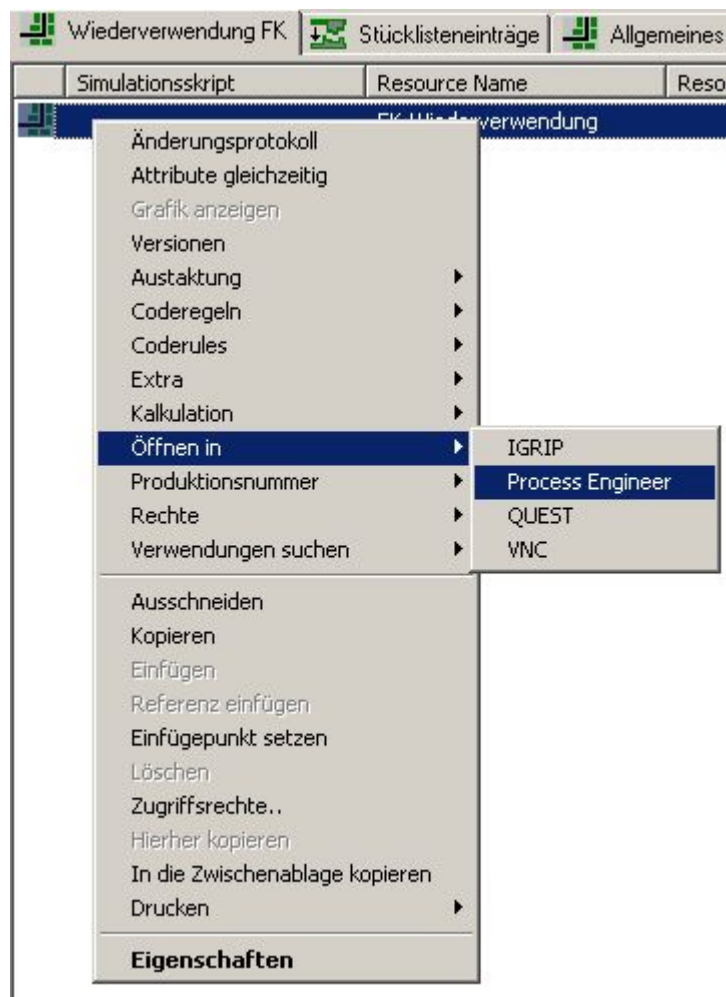 Wiederverwendung FK Stücklisteneinträge Allgemeines
Simulationsskript Resource Name Reso
FK Wiederverwendung
Änderungsprotokoll
Attribute gleichzeitig
Grafik anzeigen
Versionen
Austaktung
Coderegeln
Coderules
Extra
Kalkulation
Öffnen in
IGRIP
Produktionsnummer
Process Engineer
Rechte
QUEST
Verwendungen suchen
VNC
Ausschneiden
Kopieren
Einfügen
Referenz einfügen
Einfügepunkt setzen
Löschen
Zugriffsrechte..
Hierher kopieren
In die Zwischenablage kopieren
Drucken
Eigenschaften